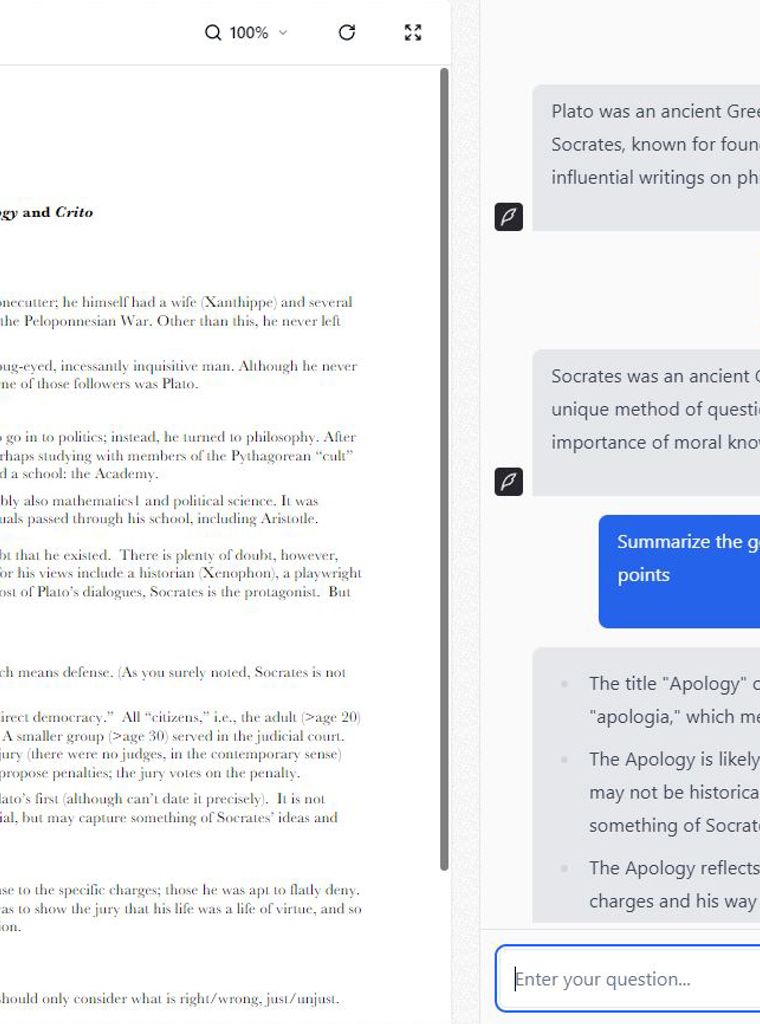 100%
ogy and Crito
onecutter; he himself had a wife (Xanthippe) and several
the Peloponnesian War. Other than this, he never left
bug-eyed, incessantly inquisitive man. Although he never
ne of those followers was Plato.
go in to politics; instead, he turned to philosophy. After
rhaps studying with members of the Pythagorean “cult”
d a school: the Academy.
bly also mathematics1 and political science. It was
uals passed through his school, including Aristotle.
bt that he existed. There is plenty of doubt, however,
for his views include a historian (Xenophon), a playwright
ost of Plato’s dialogues, Socrates is the protagonist. But
ch means defense. (As you surely noted, Socrates is not
direct democracy.” All “citizens,” i.e., the adult (>age 20)
A smaller group (>age 30) served in the judicial court.
jury (there were no judges, in the contemporary sense)
propose penalties; the jury votes on the penalty.
lato’s first (although can’t date it precisely). It is not
ial, but may capture something of Socrates’ ideas and
nse to the specific charges; those he was apt to flatly deny.
as to show the jury that his life was a life of virtue, and so
ion.
should only consider what is right/wrong, just/unjust.
Plato was an ancient Gree
Socrates, known for foun
influential writings on ph
Socrates was an ancient G
unique method of questi
importance of moral know
Summarize the g
points
The title "Apology" c
"apologia," which me
The Apology is likely
may not be historica
something of Socrat
The Apology reflects
charges and his way
Enter your question...